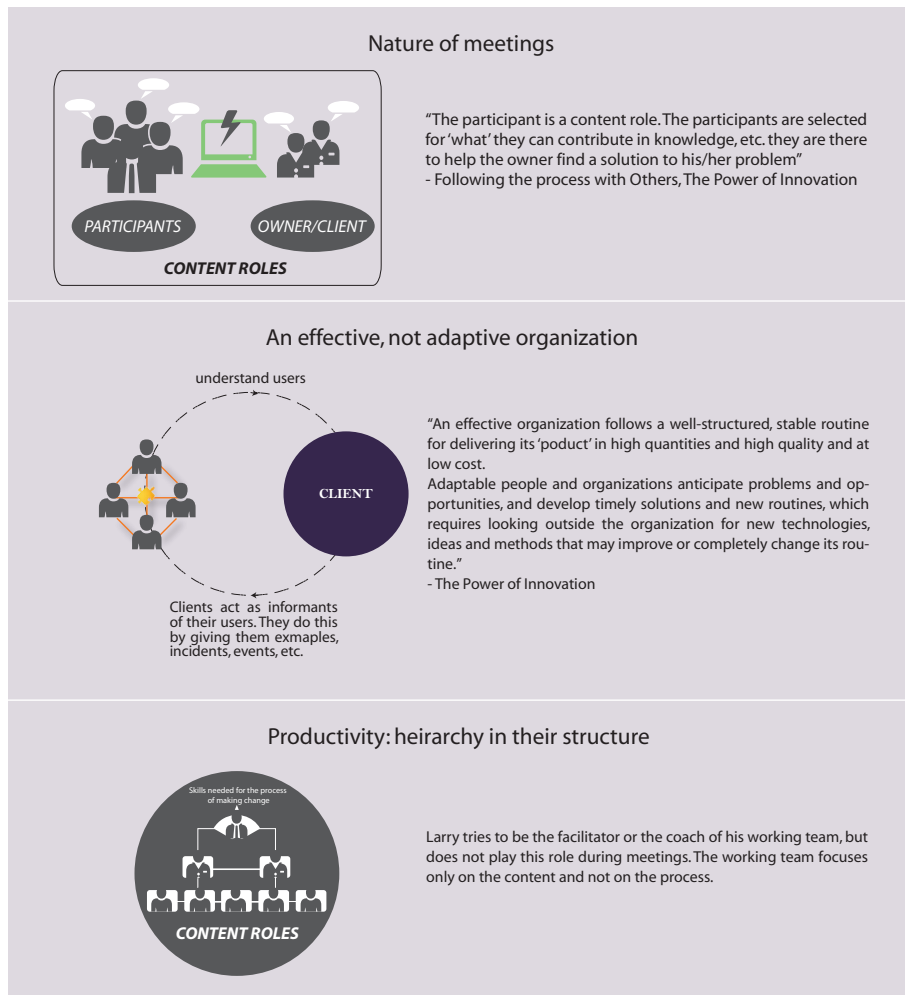 Nature of meetings
PARTICIPANTS
OWNER/CLIENT
CONTENT ROLES
“The participant is a content role. The participants are selected
for ‘what’ they can contribute in knowledge, etc. they are there
to help the owner find a solution to his/her problem”
- Following the process with Others, The Power of Innovation
An effective, not adaptive organization
understand users
CLIENT
Clients act as informants
of their users. They do this
by giving them exmaples,
incidents, events, etc.
“An effective organization follows a well-structured, stable routine
for delivering its ‘poduct’ in high quantities and high quality and at
low cost.
Adaptable people and organizations anticipate problems and op-
portunities, and develop timely solutions and new routines, which
requires looking outside the organization for new technologies,
ideas and methods that may improve or completely change its rou-
tine.”
- The Power of Innovation
Productivity: heirarchy in their structure
Skills needed for the process
of making change
CONTENT ROLES
Larry tries to be the facilitator or the coach of his working team, but
does not play this role during meetings. The working team focuses
only on the content and not on the process.